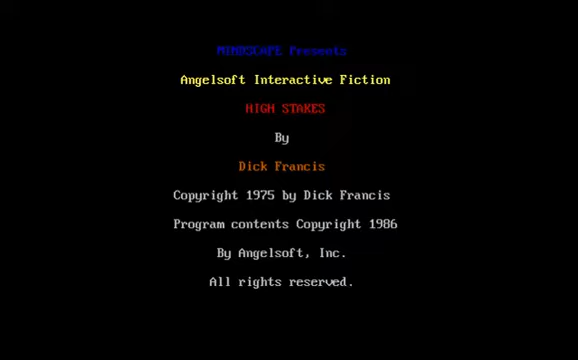 MINDSCAPE Presents
Angelsoft Interactive Fiction
HIGH STAKES
By
Dick Francis
Copyright 1975 by Dick Francis
Program contents Copyright 1986
By Angelsoft, Inc.
All rights reserved.